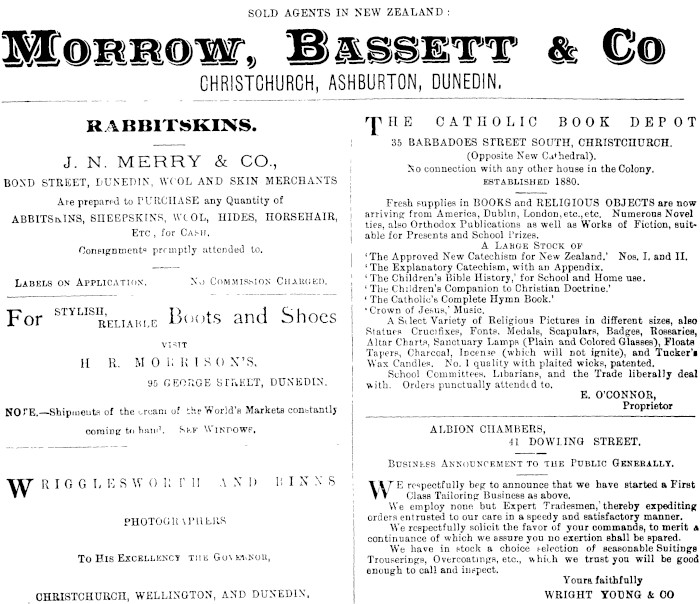 SOLD AGENTS IN NEW ZEALAND:
MORROW, BASSETT & CO
CHRISTCHURCH, ASHBURTON, DUNEDIN.
RABBITSKINS.
J. N. MERRY & CO.,
BOND STREET, DUNEDIN, WOOL AND SKIN MERCHANTS
Are prepared to PURCHASE any Quantity of
ABBITSKINS, SHEEPSKINS, WOOL, HIDES, HORSEHAIR,
ETC, for CASH.
Consignments promptly attended to.
LABELS ON APPLICATION. NO COMMISSION CHARGED.
For STYLISH, RELIABLE Boots and Shoes
VISIT
H R. MORRISON'S,
95 GEORGE STREET, DUNEDIN.
NOTE.—Shipments of the cream of the World's Markets constantly
coming to hand. SEE WINDOWS.
WRIGGLESWORTH AND BINNS
PHOTOGRAPHERS
TO HIS EXCELLENCY THE GOVERNOR,
CHRISTCHURCH, WELLINGTON, AND DUNEDIN,
THE CATHOLIC BOOK DEPOT
35 BARBADOES STREET SOUTH, CHRISTCHURCH.
(Opposite New Cathedral).
No connection with any other house in the Colony.
ESTABLISHED 1880.
Fresh supplies in BOOKS and RELIGIOUS OBJECTS are now
arriving from America, Dublin, London, etc., etc. Numerous Novel
ties, also Orthodox Publications as well as Works of Fiction, suit-
able for Presents and School Prizes.
A LARGE STOCK OF
'The Approved New Catechism for New Zealand.' Nos. I. and II.
'The Explanatory Catechism, with an Appendix.
'The Children's Bible History,' for School and Home use.
'The Children's Companion to Christian Doctrine.'
'The Catholic's Complete Hymn Book.'
'Crown of Jesus,' Music.
A Select Variety of Religious Pictures in different sizes, also
Statues Crucifixes, Fonts, Medals, Scapulars, Badges, Rosaries,
Altar Charts, Sanctuary Lamps (Plain and Colored Glasses), Floats
Tapers, Charcoal, Incense (which will not ignite), and Tucker's
Wax Candles. No. 1 quality with plaited wicks, patented.
School Committees. Librarians, and the Trade liberally deal
with. Orders punctually attended to.
E. O'CONNOR,
Proprietor
ALBION CHAMBERS,
41 DOWLING STREET.
BUSINESS ANNOUNCEMENT TO THE PUBLIC GENERALLY.
WE respectfully beg to announce that we have started a First
Class Tailoring Business as above.
We employ none but Expert Tradesmen,' thereby expediting
orders entrusted to our care in a speedy and satisfactory manner.
We respectfully solicit the favor of your commands, to merit a
continuance of which we assure you no exertion shall be spared.
We have in stock a choice selection of seasonable Suitings
Trouserings, Overcoatings, etc., which we trust you will be good
enough to call and inspect.
Yours faithfully
WRIGHT YOUNG & CO